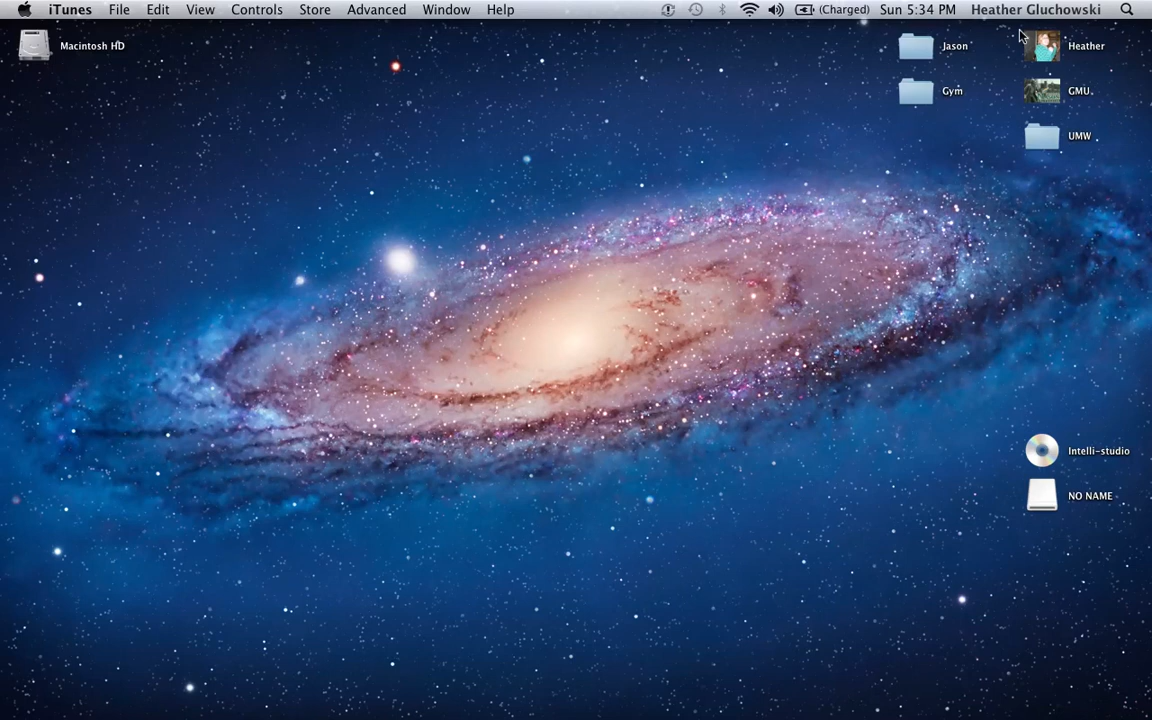 iTunes File Edit View Controls Store Advanced Window Help (Charged) Sun 5:34 PM Heather Gluchowski
Macintosh HD
Jason
Heather
Gym
GMU
UMW
Intelli-studio
NO NAME